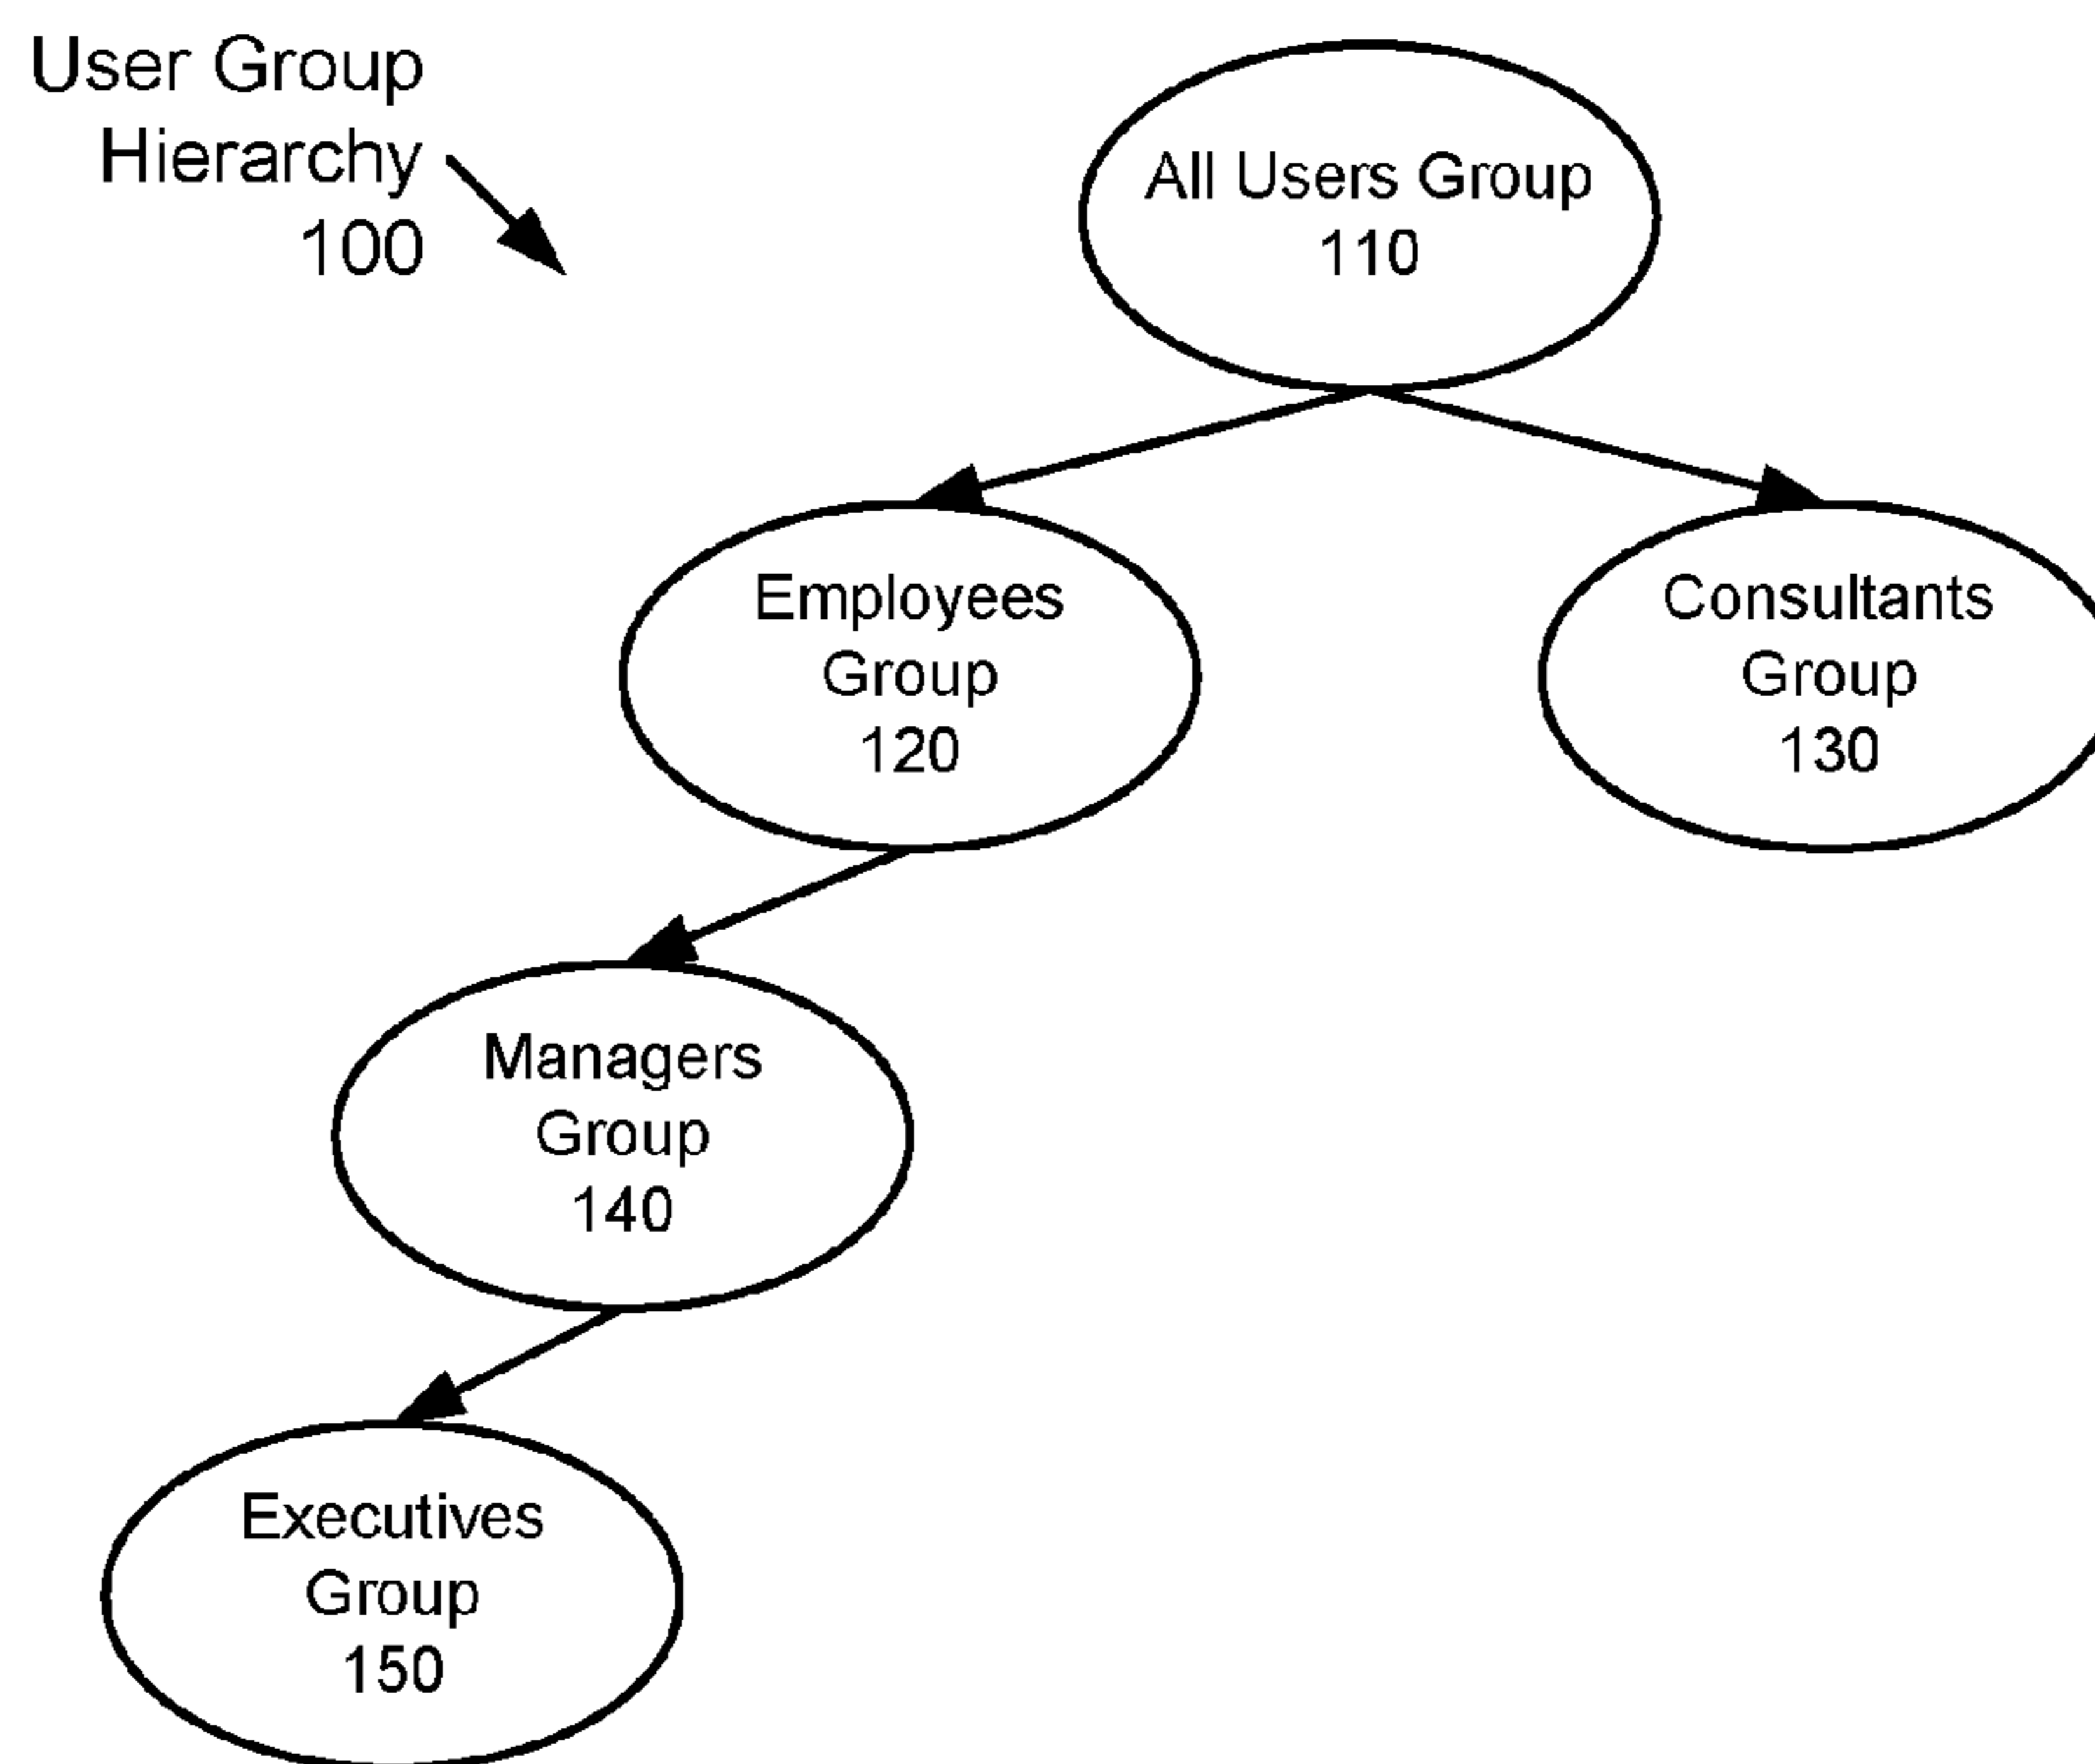 User Group
Hierarchy
100
All Users Group
110
Employees
Group
120
Consultants
Group
130
Managers
Group
140
Executives
Group
150